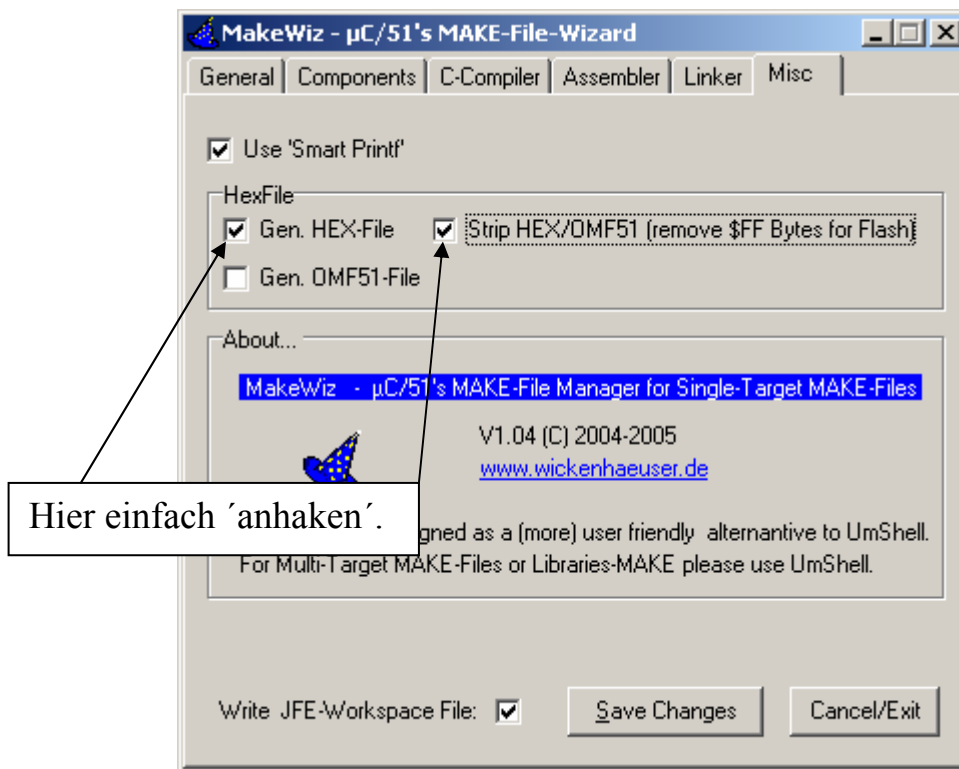 MakeWiz - µC/51's MAKE-File-Wizard
General Components C-Compiler Assembler Linker Misc
Use 'Smart Printf'
HexFile
Gen. HEX-File Strip HEX/OMF51 (remove $FF Bytes for Flash)
Gen. OMF51-File
About...
MakeWiz - µC/51's MAKE-File Manager for Single-Target MAKE-Files
V1.04 (C) 2004-2005
www.wickenhaeuser.de
Hier einfach ´anhaken´.
gned as a (more) user friendly alternantive to UmShell.
For Multi-Target MAKE-Files or Libraries-MAKE please use UmShell.
Write JFE-Workspace File: Save Changes Cancel/Exit